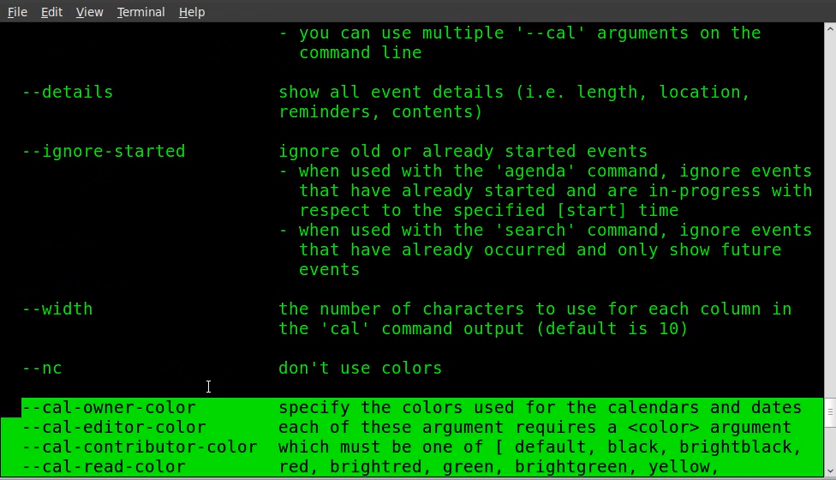 File Edit View Terminal Help
- you can use multiple '--cal' arguments on the
command line
--details show all event details (i.e. length, location,
reminders, contents)
--ignore-started ignore old or already started events
- when used with the 'agenda' command, ignore events
that have already started and are in-progress with
respect to the specified [start] time
- when used with the 'search' command, ignore events
that have already occurred and only show future
events
--width the number of characters to use for each column in
the 'cal' command output (default is 10)
--nc don't use colors
--cal-owner-color specify the colors used for the calendars and dates
--cal-editor-color each of these argument requires a <color> argument
--cal-contributor-color which must be one of [ default, black, brightblack,
--cal-read-color red, brightred, green, brightgreen, yellow,